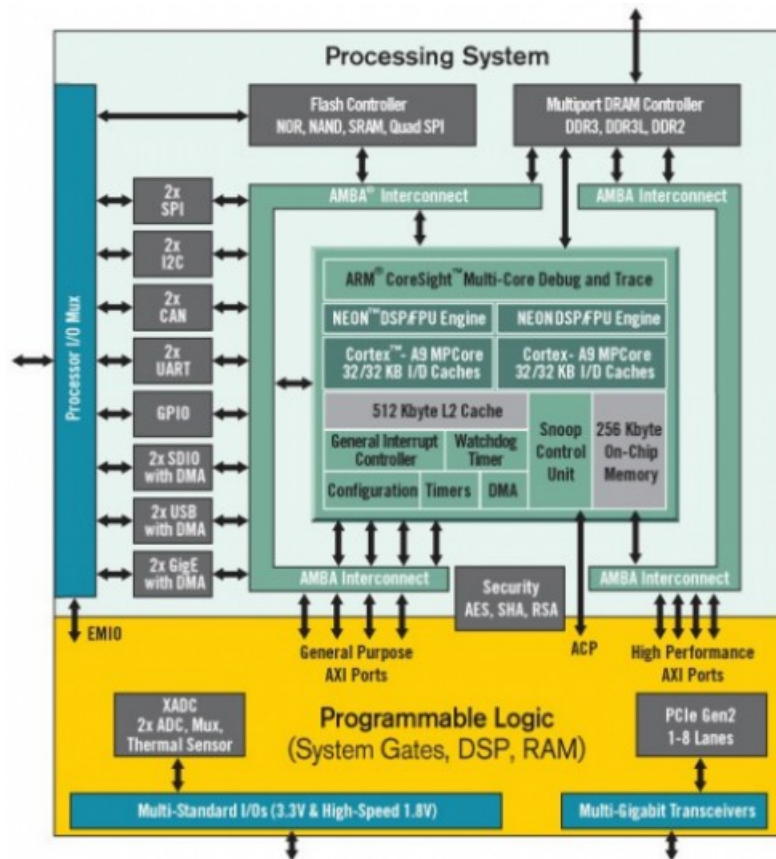 Processing System
Flash Controller
NOR, NAND, SRAM, Quad SPI
Multiport DRAM Controller
DDR3, DDR3L, DDR2
Processor I/O Mux
2x
SPI
2x
I2C
2x
CAN
2x
UART
GPIO
2x SDIO
with DMA
2x USB
with DMA
2x GigE
with DMA
AMBA® Interconnect
AMBA Interconnect
ARM® CoreSight™ Multi-Core Debug and Trace
NEON™ DSP/FPU Engine
NEON DSP/FPU Engine
Cortex™- A9 MPCore
32/32 KB I/D Caches
Cortex- A9 MPCore
32/32 KB I/D Caches
512 Kbyte L2 Cache
General Interrupt
Controller
Watchdog
Timer
Configuration
Timers
DMA
Snoop
Control
Unit
256 Kbyte
On-Chip
Memory
AMBA Interconnect
Security
AES, SHA, RSA
AMBA Interconnect
EMIO
General Purpose
AXI Ports
ACP
High Performance
AXI Ports
XADC
2x ADC, Mux,
Thermal Sensor
Programmable Logic
(System Gates, DSP, RAM)
PCIe Gen2
1-8 Lanes
Multi-Standard I/Os (3.3V & High-Speed 1.8V)
Multi-Gigabit Transceivers